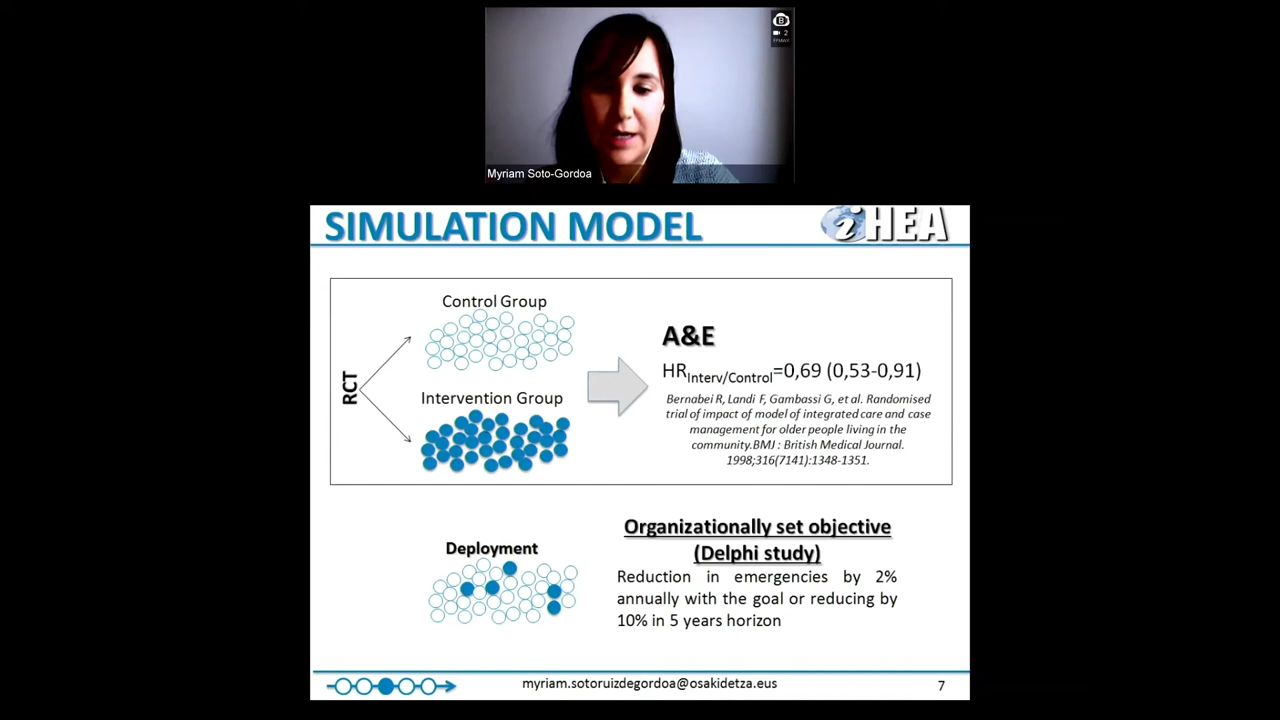 2
Myriam Soto-Gordoa
SIMULATION MODEL
iHEA
RCT
Control Group
Intervention Group
A&E
HRInterv/Control=0,69 (0,53-0,91)
Bernabei R, Landi F, Gambassi G, et al. Randomised
trial of impact of model of integrated care and case
management for older people living in the
community.BMJ : British Medical Journal.
1998;316(7141):1348-1351.
Deployment
Organizationally set objective
(Delphi study)
Reduction in emergencies by 2%
annually with the goal or reducing by
10% in 5 years horizon
myriam.sotoruizdegordoa@osakidetza.eus
7